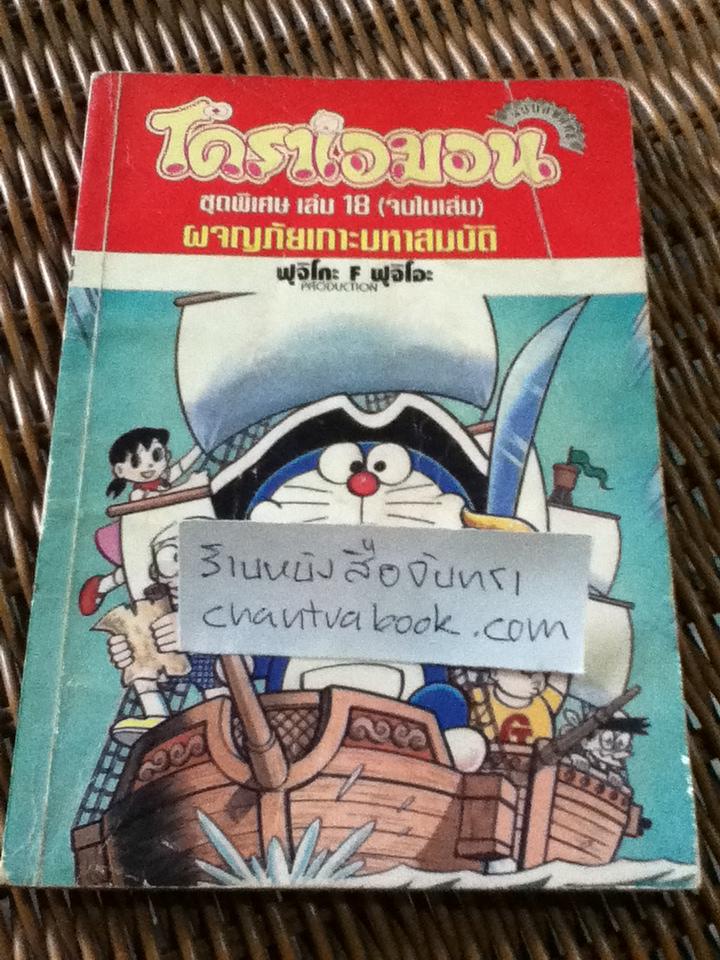 โดราเอมอน
ชุดพิเศษ เล่ม 18 (จบในเล่ม)
ผจญภัยเกาะมหาสมบัติ
ฟุจิโกะ F ฟุจิโอะ
PRODUCTION
ร้านหนังสือจันทรา
chantrabook.com
G